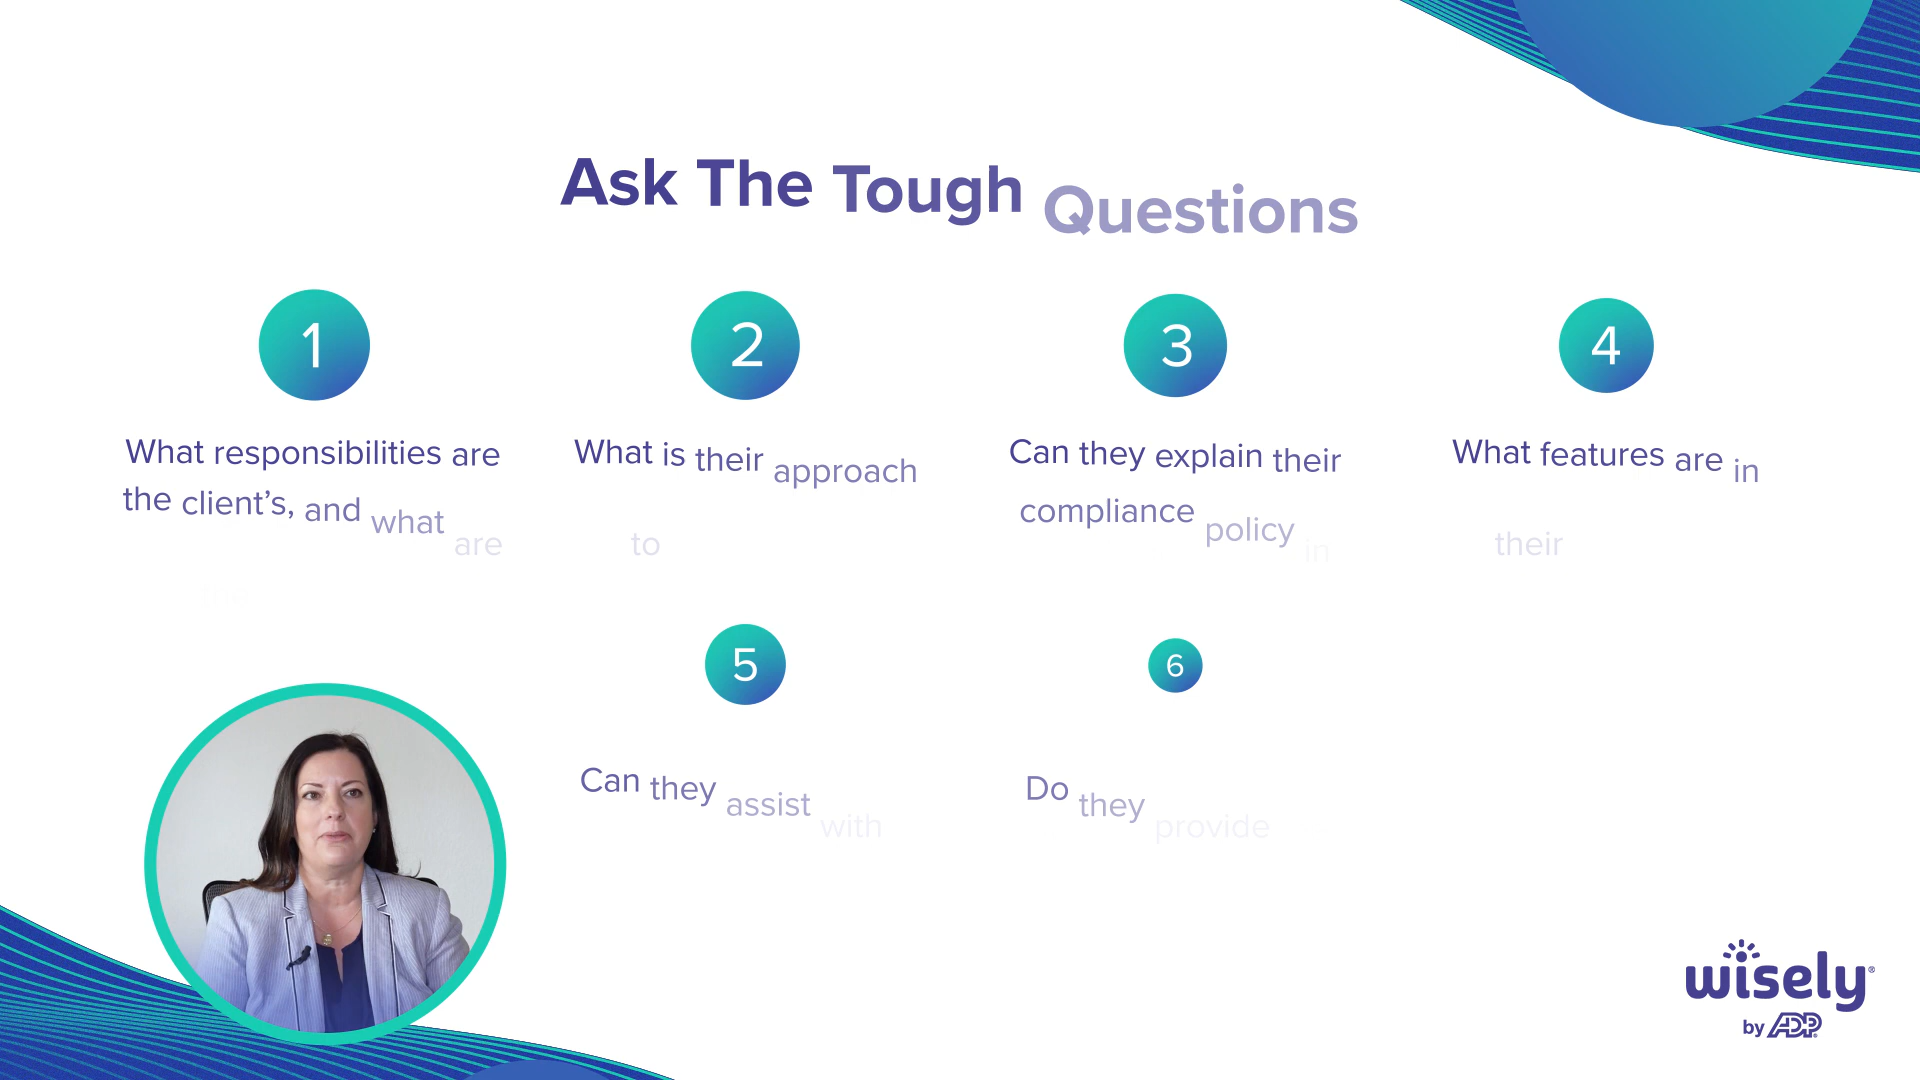 Ask The Tough Questions
1
What responsibilities are
the client’s, and what
are
2
What is their approach
to
3
Can they explain their
compliance policy in
4
What features are in
their
5
Can they assist with
6
Do they provide
wisely®
by ADP